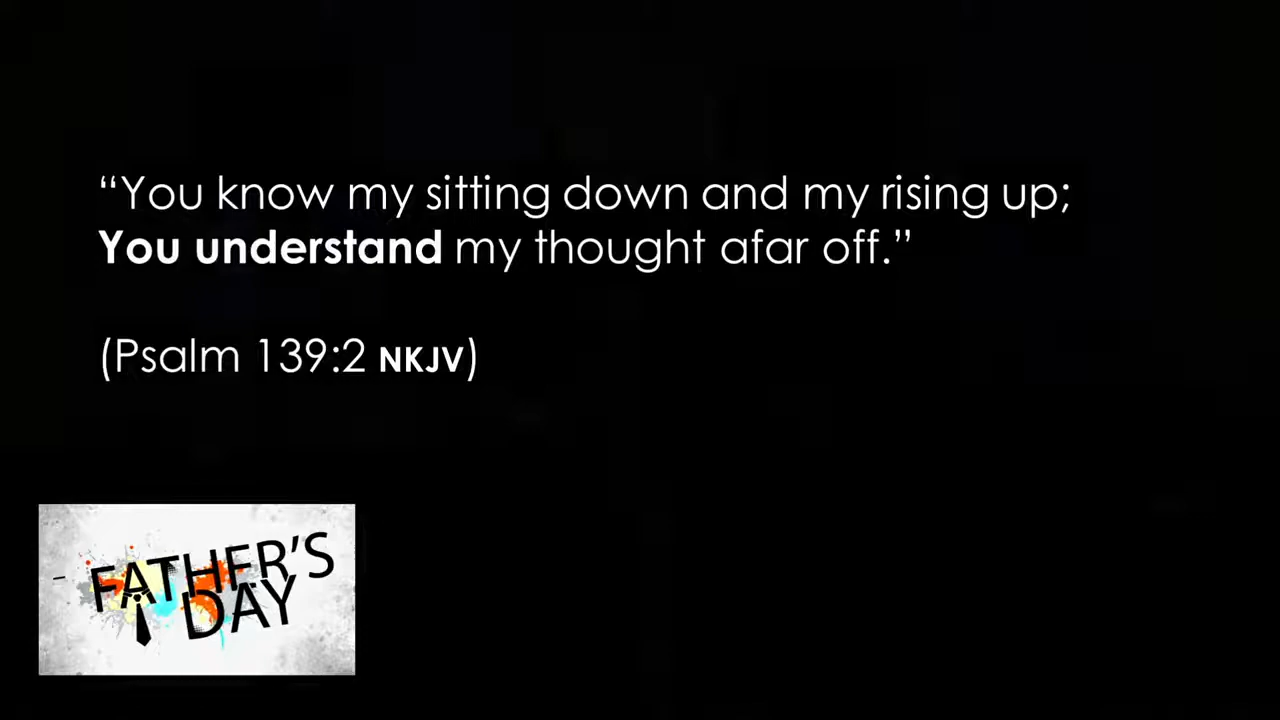 “You know my sitting down and my rising up;
You understand my thought afar off.”
(Psalm 139:2 NKJV)
FATHER'S
DAY